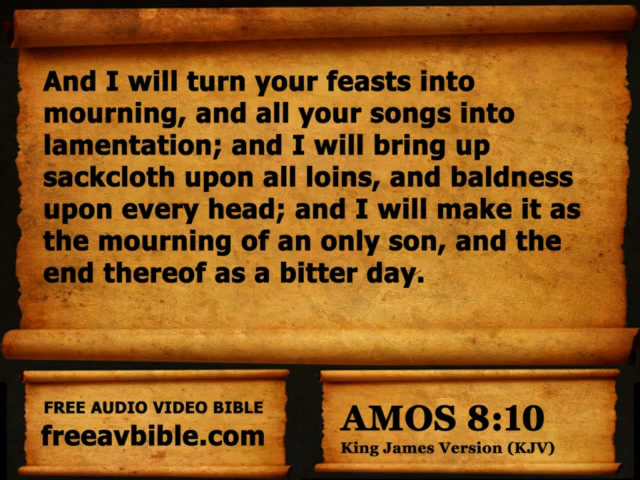 And I will turn your feasts into
mourning, and all your songs into
lamentation; and I will bring up
sackcloth upon all loins, and baldness
upon every head; and I will make it as
the mourning of an only son, and the
end thereof as a bitter day.
FREE AUDIO VIDEO BIBLE
freeavbible.com
AMOS 8:10
King James Version (KJV)